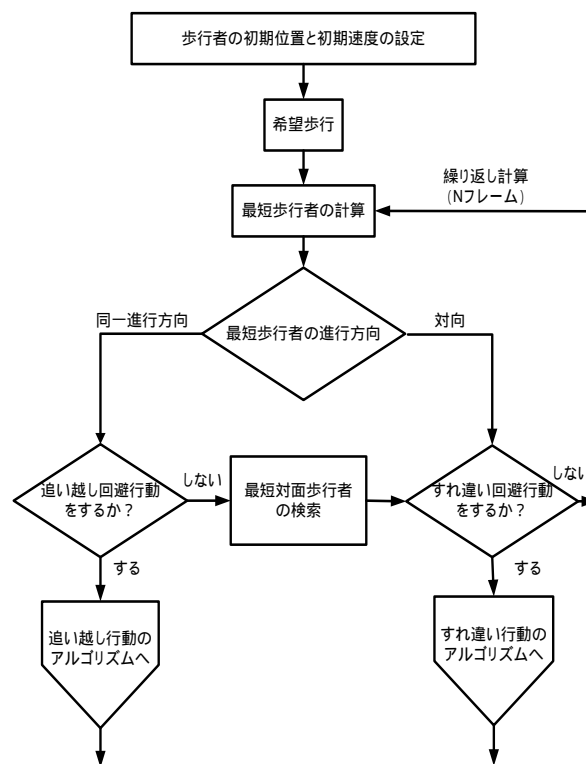 歩行者の初期位置と初期速度の設定
希望歩行
繰り返し計算
(Nフレーム)
最短歩行者の計算
同一進行方向
最短歩行者の進行方向
対向
追い越し回避行動
をするか？
しない
最短対面歩行者
の検索
すれ違い回避行動
をするか？
しない
する
する
追い越し行動の
アルゴリズムへ
すれ違い行動の
アルゴリズムへ